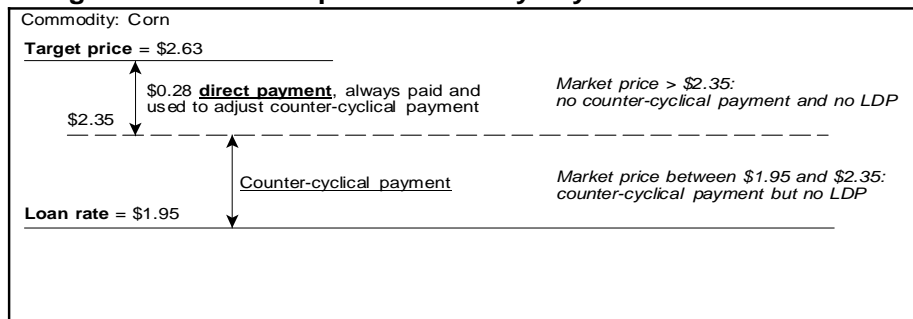 Commodity: Corn
Target price = $2.63
$0.28 direct payment, always paid and
used to adjust counter-cyclical payment
Market price > $2.35:
no counter-cyclical payment and no LDP
$2.35
Counter-cyclical payment
Market price between $1.95 and $2.35:
counter-cyclical payment but no LDP
Loan rate = $1.95